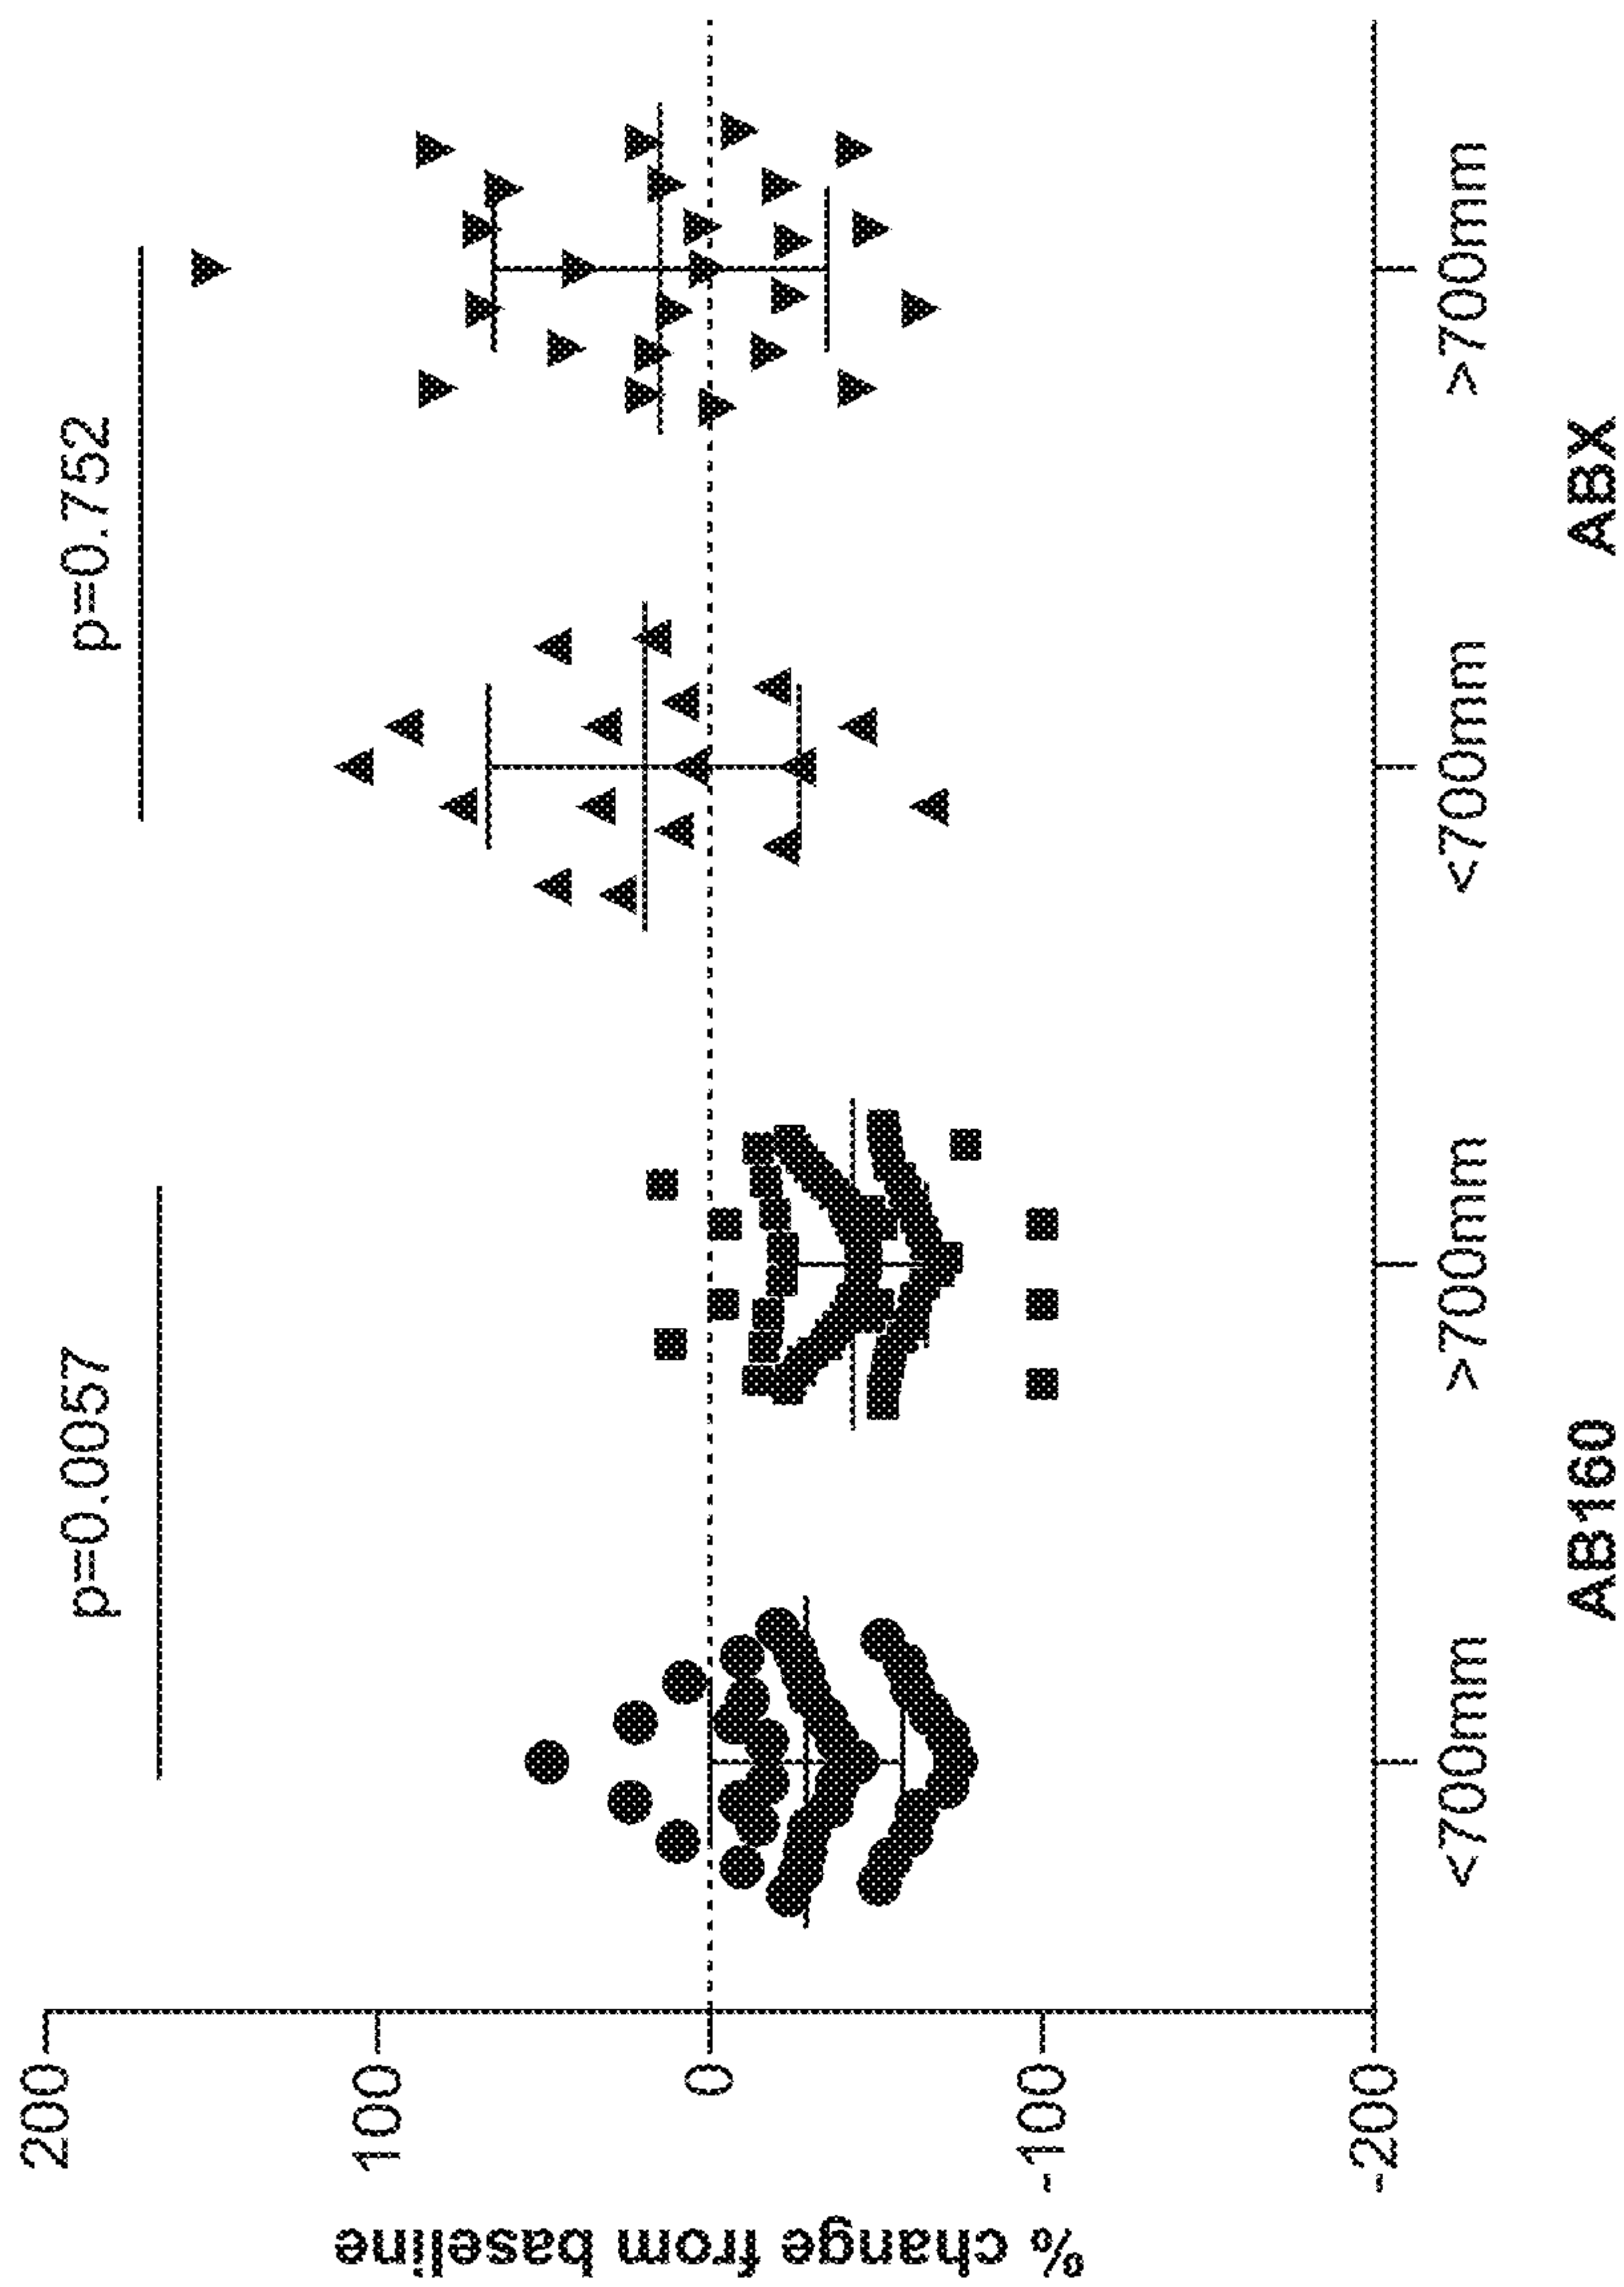 p=0.0057
p=0.752
% change from baseline
200
100
0
-100
-200
<700mm
>700mm
<700mm
>700mm
AB160
ABX